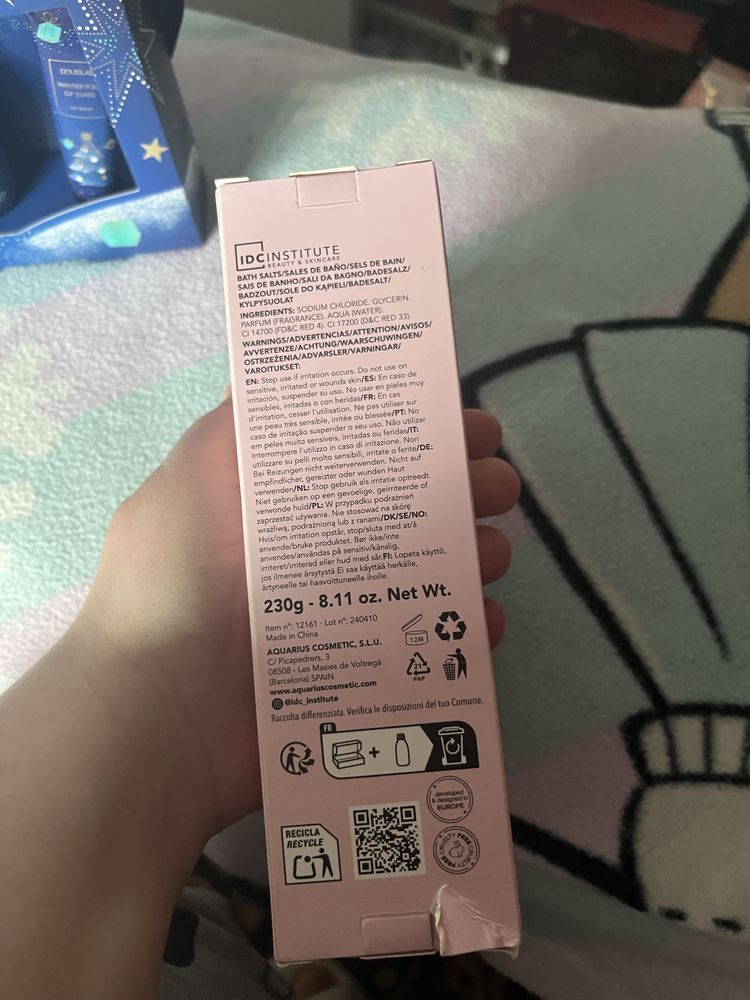 DOUGLAS
WINTER FULL
OF STARS
IDC INSTITUTE
BEAUTY & SKINCARE
BATH SALTS/SALES DE BAÑO/SELS DE BAIN/
SAIS DE BANHO/SALI DA BAGNO/BADESALZ/
BADZOUT/SOLE DO KĄPIELI/BADESALT/
KYLPYSUOLAT
INGREDIENTS: SODIUM CHLORIDE. GLYCERIN.
PARFUM (FRAGRANCE). AQUA (WATER).
CI 14700 (FD&C RED 4). CI 17200 (D&C RED 33).
WARNINGS/ADVERTENCIAS/ATTENTION/AVISOS/
AVVERTENZE/ACHTUNG/WAARSCHUWINGEN/
OSTRZEŻENIA/ADVARSLER/VARNINGAR/
VAROITUKSET:
EN: Stop use if irritation occurs. Do not use on
sensitive, irritated or wounds skin/ES: En caso de
irritación, suspender su uso. No usar en pieles muy
sensibles, irritadas o con heridas/FR: En cas
d'irritation, cesser l'utilisation. Ne pas utiliser sur
une peau très sensible, irritée ou blessée/PT: No
caso de irritação suspender o seu uso. Não utilizar
em peles muito sensíveis, irritadas ou feridas/IT:
Interrompere l'utilizzo in caso di irritazione. Non
utilizzare su pelli molto sensibili, irritate o ferite/DE:
Bei Reizungen nicht weiterverwenden. Nicht auf
empfindlicher, gereizter oder wunden Haut
verwenden/NL: Stop gebruik als irritatie optreedt.
Niet gebruiken op een gevoelige, geïrriteerde of
verwonde huid/PL: W przypadku podrażnień
zaprzestać używania. Nie stosować na skórę
wrażliwą, podrażnioną lub z ranami/DK/SE/NO:
Hvis/om irritation opstår, stop/sluta med at/å
anvende/bruke produktet. Bør ikke/inte
anvendes/användas på sensitiv/känslig,
irriteret/irriterad eller hud med sår.FI: Lopeta käyttö,
jos ilmenee ärsytystä Ei saa käyttää herkälle,
ärtyneelle tai haavoittuneelle iholle.
230g - 8.11 oz. Net Wt.
Item nº: 12161 · Lot nº: 240410
Made in China
AQUARIUS COSMETIC, S.L.U.
C/ Picapedrers, 3
08508 - Les Masies de Voltregà
(Barcelona) SPAIN
www.aquariuscosmetic.com
@idc_institute
12M
21
PAP
Raccolta differenziata. Verifica le disposizioni del tuo Comune.
FR
+
developed
& designed in
EUROPE
RECICLA
RECYCLE
CRUELTY FREE CRUELTY FREE